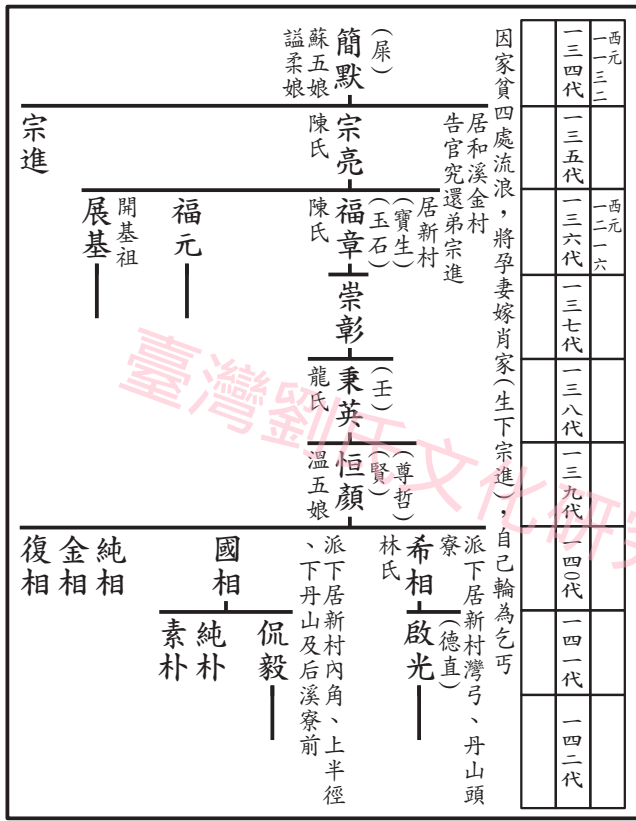 西元一一三二
西元一二一六
一三四代
一三五代
一三六代
一三七代
一三八代
一三九代
一四〇代
一四一代
一四二代
因家貧四處流浪，將孕妻嫁肖家(生下宗進)，自己輪為乞丐
(屎)
簡默
蘇五娘
謚柔娘
居和溪金村
告官究還弟宗進
宗亮
陳氏
宗進
居新村
(寶生)
(玉石)
福章
陳氏
福元
開基祖
展基
崇彰
(王)
秉英
龍氏
(尊哲)
(賢)
恒顏
溫五娘
派下居新村灣弓、丹山頭
寮
希相
林氏
派下居新村內角、上半徑
、下丹山及后溪寮前
國相
純相
金相
復相
(德直)
啟光
侃毅
純朴
素朴
臺灣劉氏文化研究